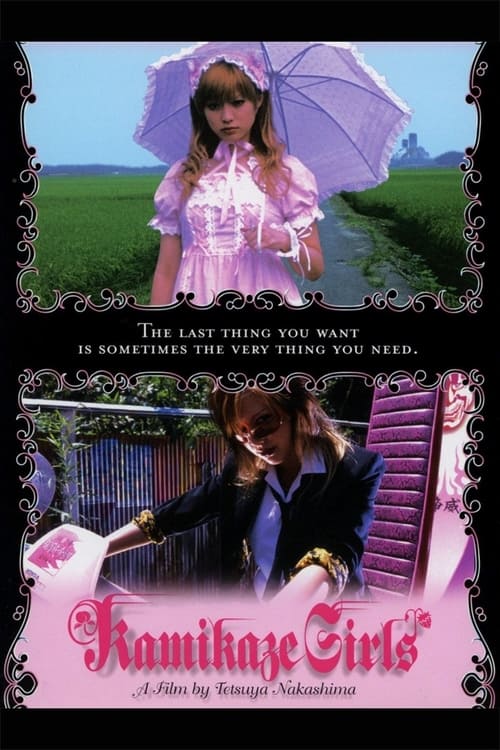 THE LAST THING YOU WANT
IS SOMETIMES THE VERY THING YOU NEED.
Kamikaze Girls
A Film by Tetsuya Nakashima